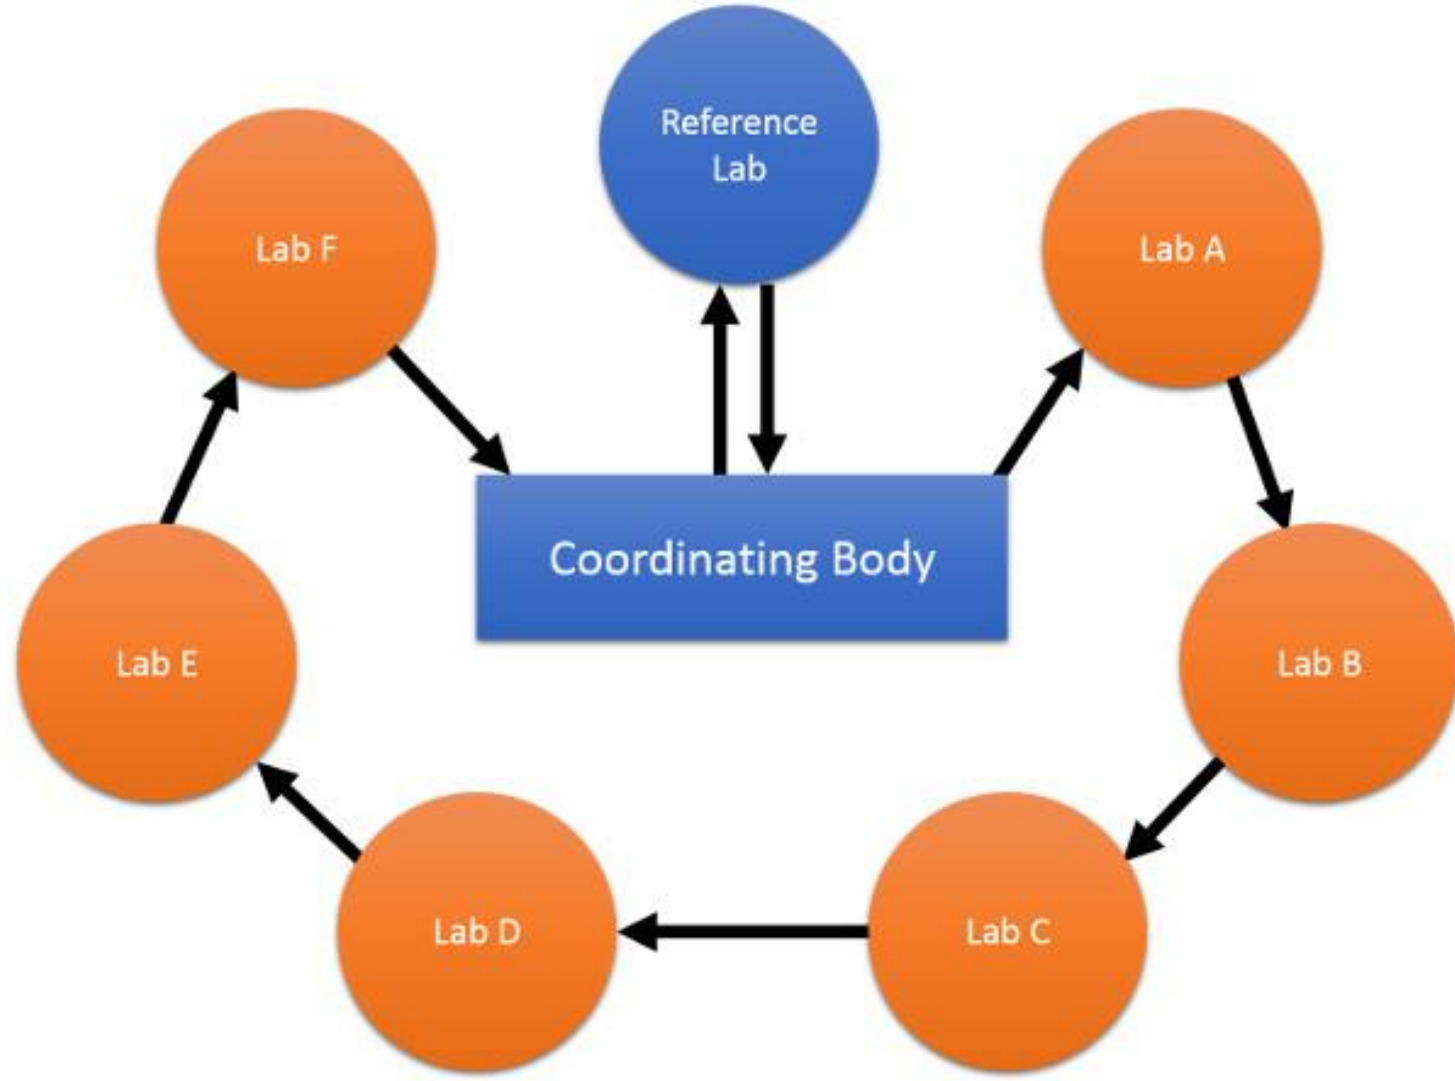 Reference
Lab
Lab F
Lab A
Coordinating Body
Lab E
Lab B
Lab D
Lab C